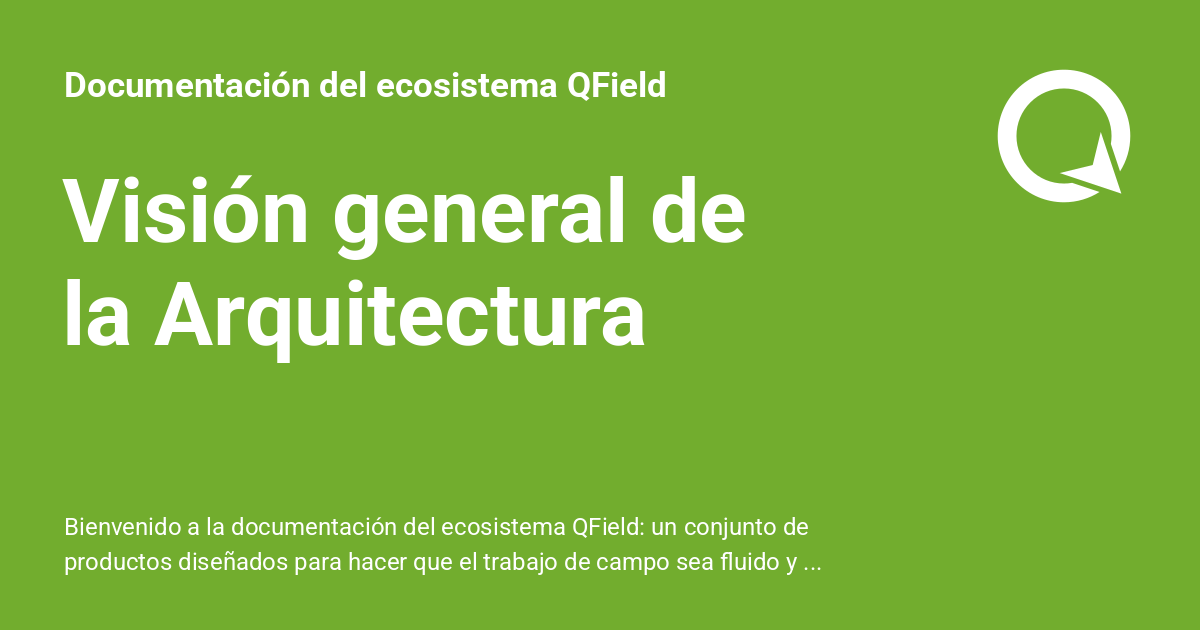 Documentación del ecosistema QField
Visión general de
la Arquitectura
Bienvenido a la documentación del ecosistema QField: un conjunto de
productos diseñados para hacer que el trabajo de campo sea fluido y ...